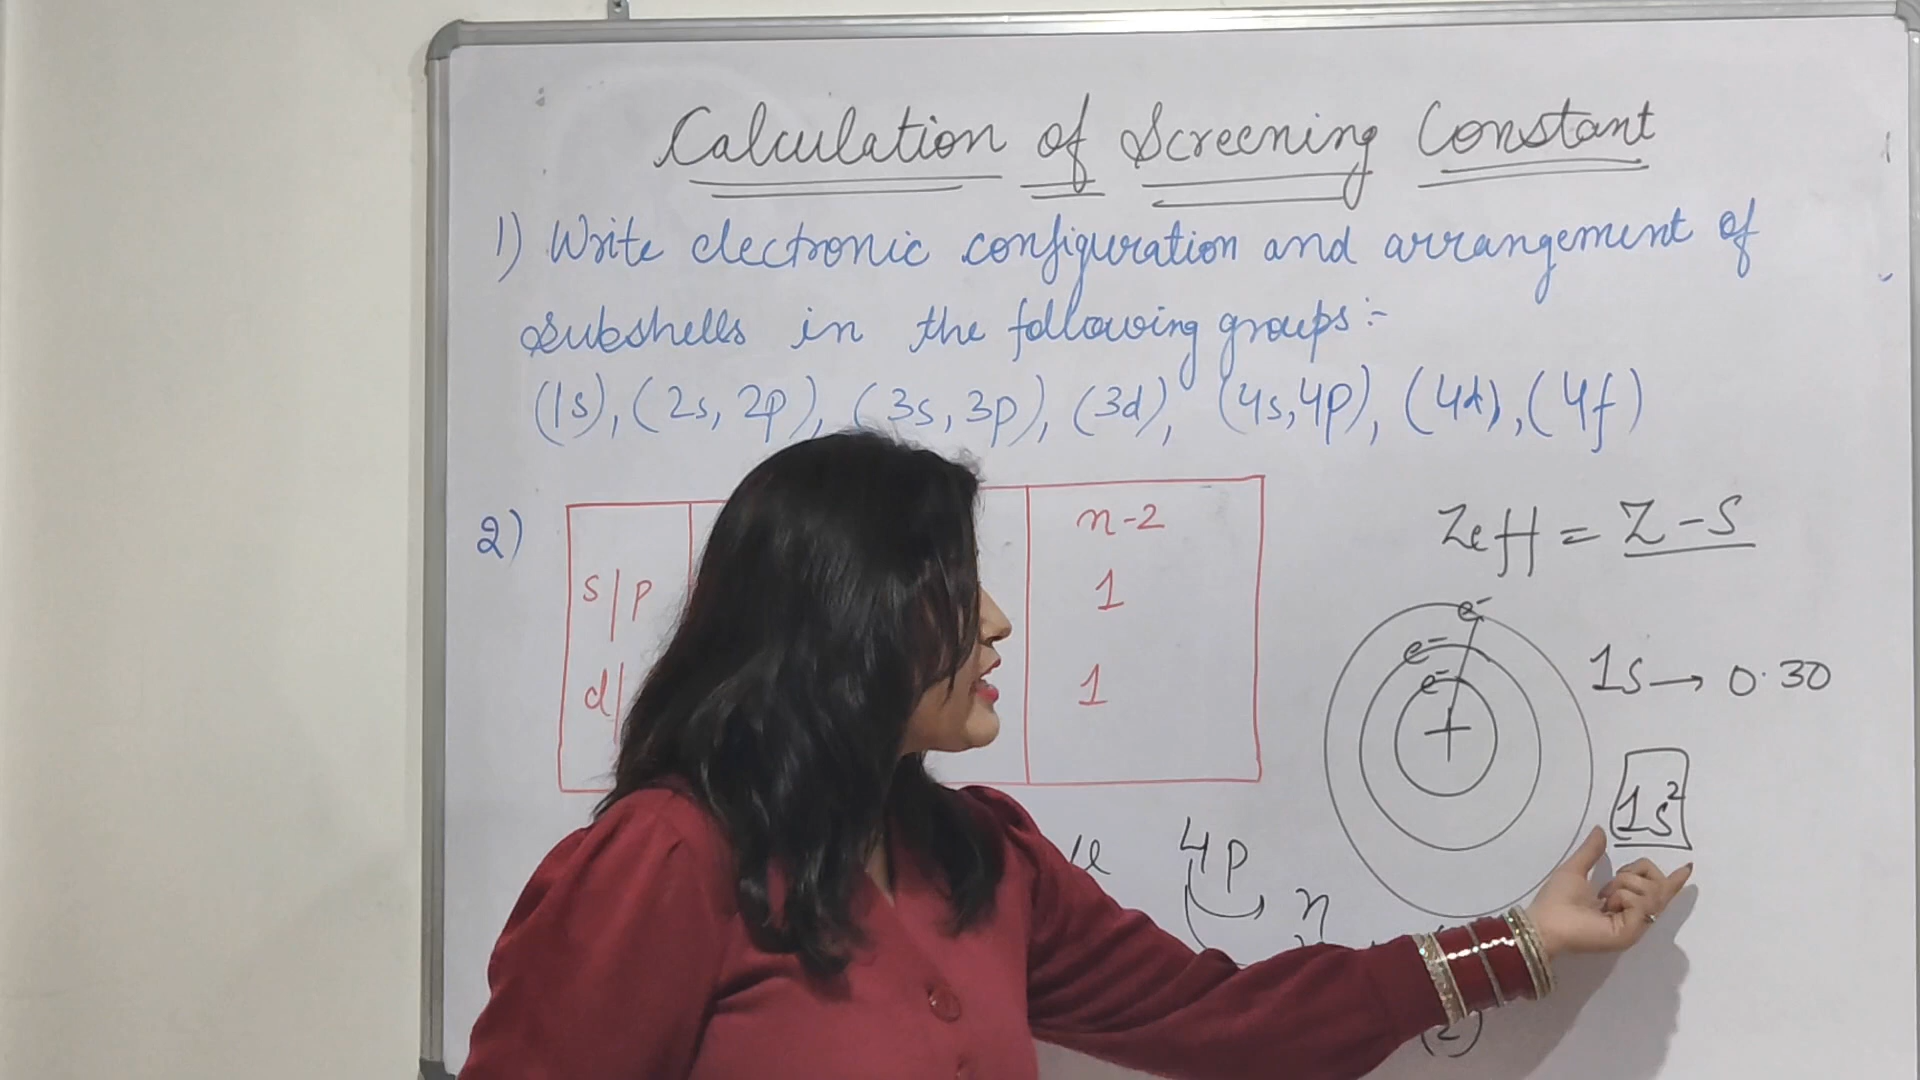 Calculation of Screening Constant
1) Write electronic configuration and arrangement of
subshells in the following groups:-
(1s), (2s, 2p), (3s, 3p), (3d), (4s,4p), (4d), (4f)
2)
n-2
s/p 1
d/ 1
Zeff = Z - S
e-
e-
e-
+
1s → 0.30
1s²
4p
n
(2)